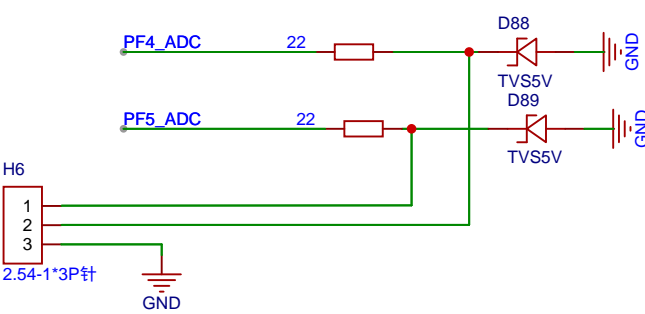 D88
PF4_ADC
22
GND
TVS5V
D89
PF5_ADC
22
GND
TVS5V
H6
1
2
3
2.54-1*3P针
GND